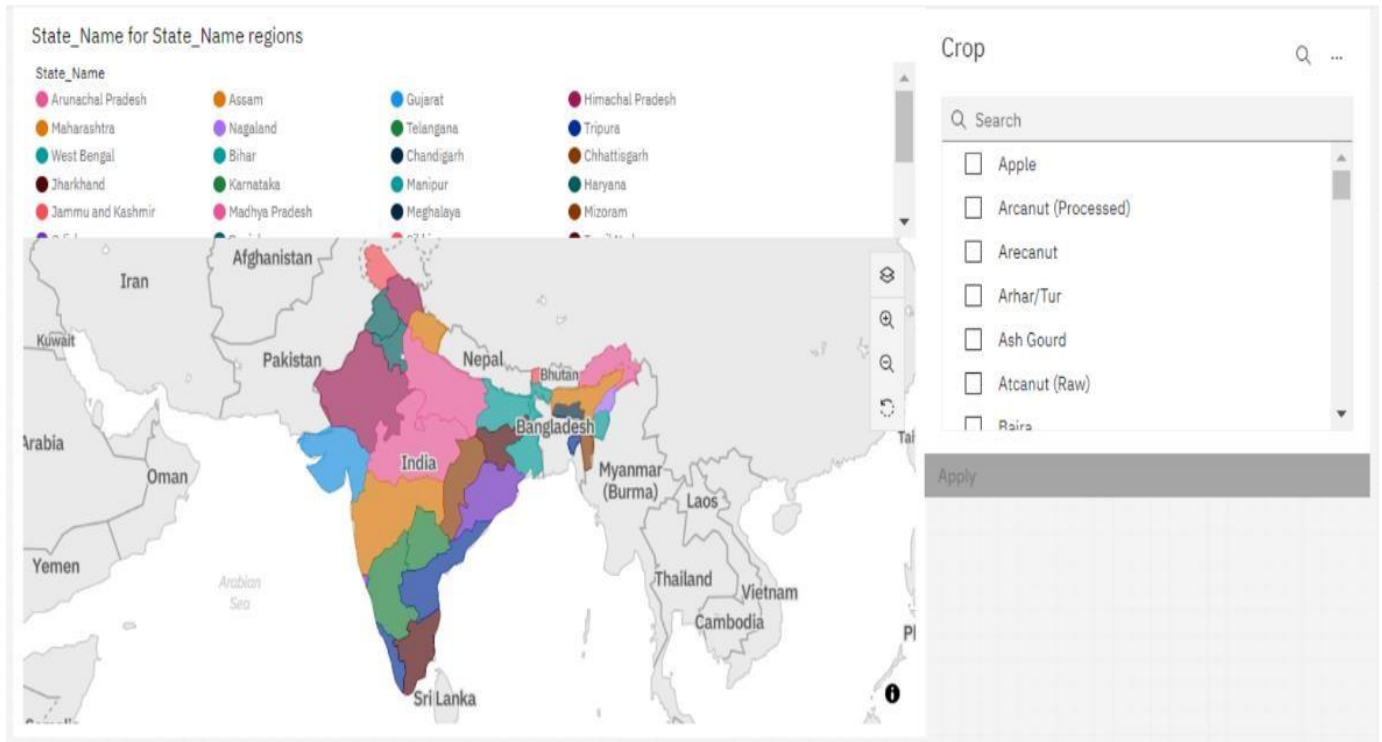 State_Name for State_Name regions
State_Name
Arunachal Pradesh Assam Gujarat Himachal Pradesh
Maharashtra Nagaland Telangana Tripura
West Bengal Bihar Chandigarh Chhattisgarh
Jharkhand Karnataka Manipur Haryana
Jammu and Kashmir Madhya Pradesh Meghalaya Mizoram
Afghanistan
Iran
Kuwait
Pakistan
Nepal
Bhutan
Bangladesh
Arabia
India
Oman
Myanmar
(Burma)
Laos
Yemen
Arabian
Sea
Thailand
Vietnam
Cambodia
Sri Lanka
Crop
Search
Apple
Arcanut (Processed)
Arecanut
Arhar/Tur
Ash Gourd
Atcanut (Raw)
Apply